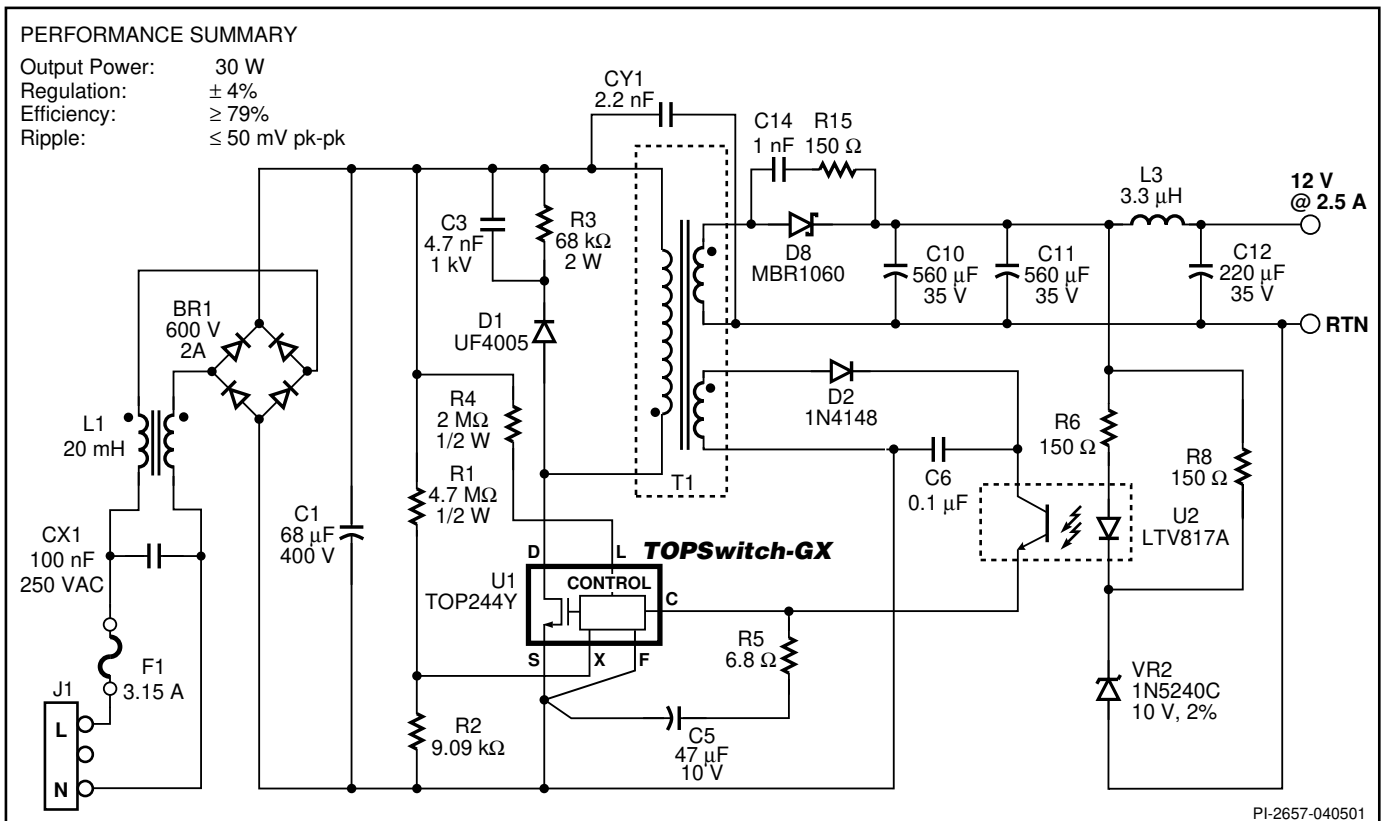 PERFORMANCE SUMMARY
Output Power: 30 W
Regulation: ± 4%
Efficiency: ≥ 79%
Ripple: ≤ 50 mV pk-pk
CY1
2.2 nF
C14
1 nF
R15
150 Ω
L3
3.3 µH
12 V
@ 2.5 A
C3
4.7 nF
1 kV
R3
68 kΩ
2 W
D8
MBR1060
C10
560 µF
35 V
C11
560 µF
35 V
C12
220 µF
35 V
BR1
600 V
2A
D1
UF4005
RTN
R4
2 MΩ
1/2 W
D2
1N4148
L1
20 mH
R1
4.7 MΩ
1/2 W
T1
C6
0.1 µF
R6
150 Ω
R8
150 Ω
U2
LTV817A
CX1
100 nF
250 VAC
C1
68 µF
400 V
D
L
TOPSwitch-GX
U1
TOP244Y
CONTROL
C
S
X
F
R5
6.8 Ω
F1
3.15 A
J1
L
N
R2
9.09 kΩ
C5
47 µF
10 V
VR2
1N5240C
10 V, 2%
PI-2657-040501